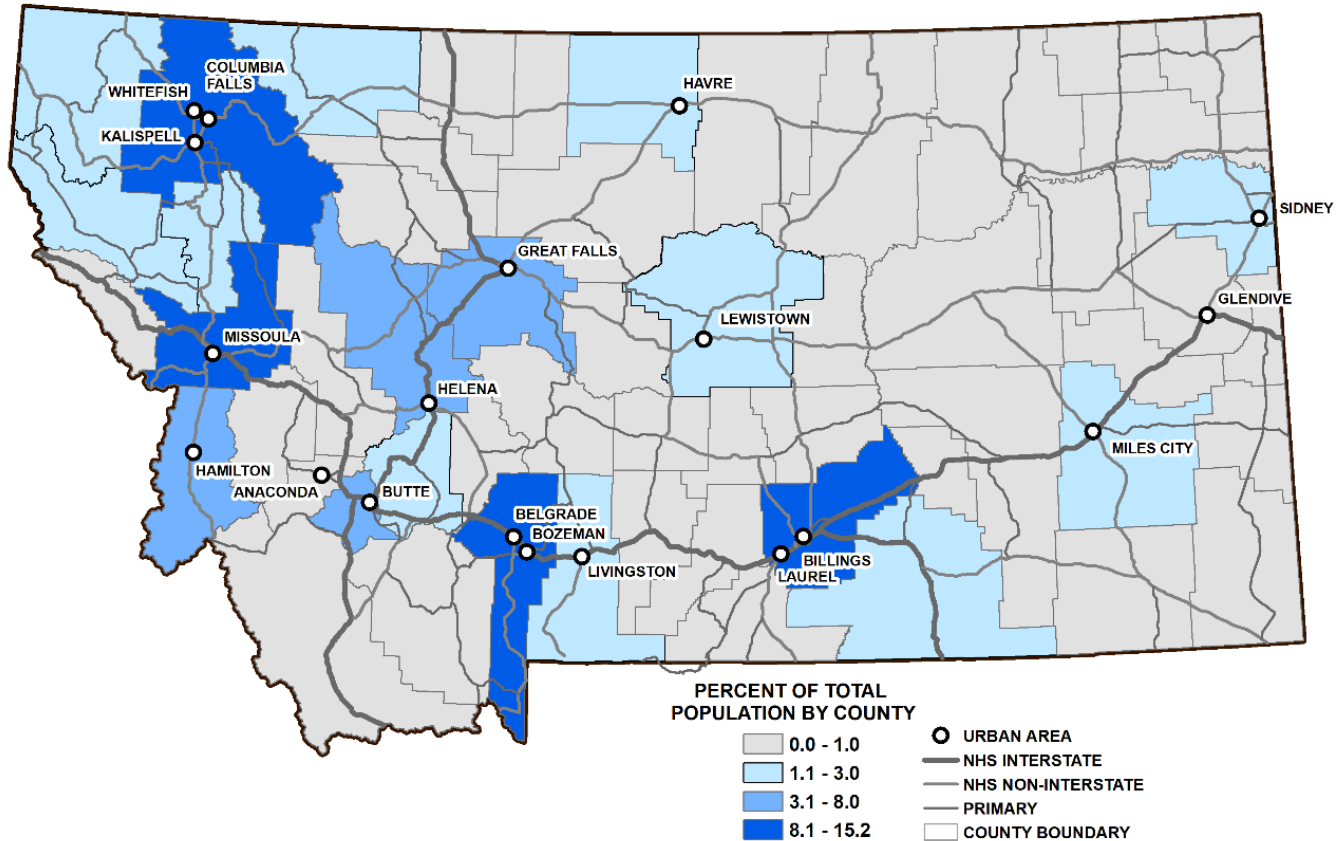 COLUMBIA
FALLS
WHITEFISH
KALISPELL
HAVRE
SIDNEY
GREAT FALLS
GLENDIVE
LEWISTOWN
MISSOULA
HELENA
MILES CITY
HAMILTON
ANACONDA
BUTTE
BELGRADE
BOZEMAN
LIVINGSTON
BILLINGS
LAUREL
PERCENT OF TOTAL
POPULATION BY COUNTY
0.0 - 1.0
1.1 - 3.0
3.1 - 8.0
8.1 - 15.2
URBAN AREA
NHS INTERSTATE
NHS NON-INTERSTATE
PRIMARY
COUNTY BOUNDARY